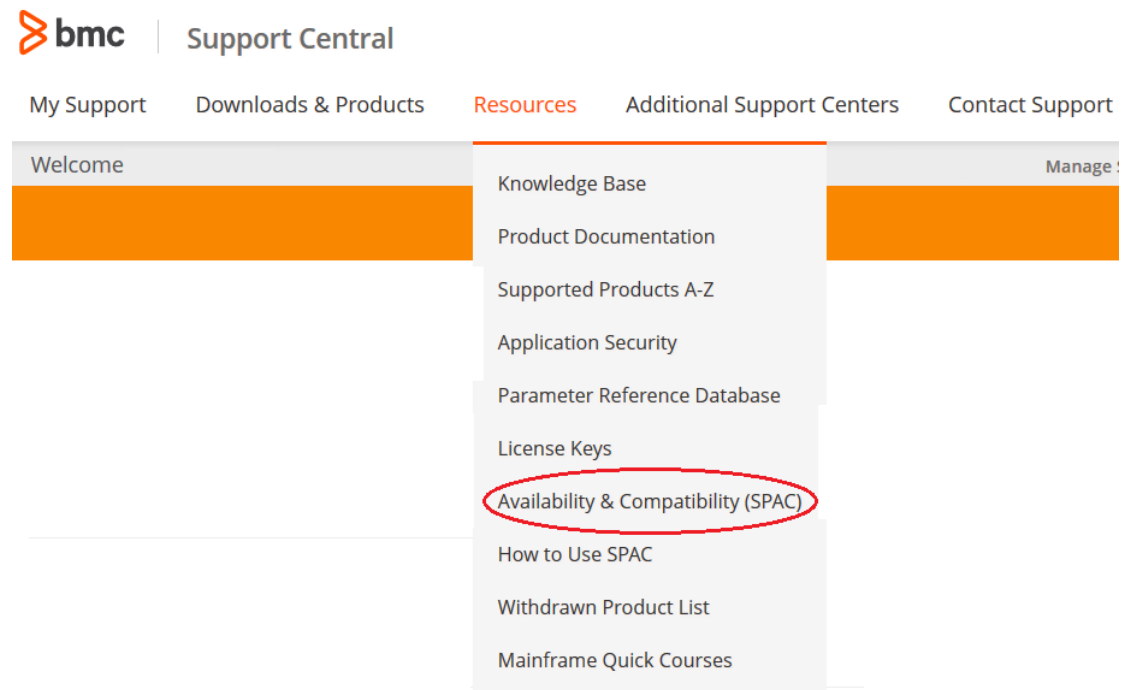 bmc Support Central
My Support Downloads & Products Resources Additional Support Centers Contact Support
Welcome Manage
Knowledge Base
Product Documentation
Supported Products A-Z
Application Security
Parameter Reference Database
License Keys
Availability & Compatibility (SPAC)
How to Use SPAC
Withdrawn Product List
Mainframe Quick Courses